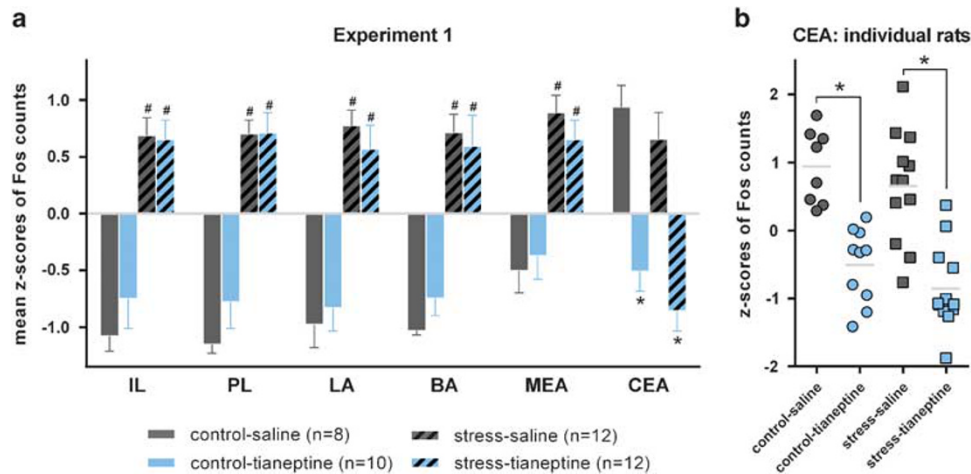 a
Experiment 1
mean z-scores of Fos counts
1.0
0.5
0.0
-0.5
-1.0
# # # # # # # # # #
* *
IL PL LA BA MEA CEA
control-saline (n=8)
stress-saline (n=12)
control-tianeptine (n=10)
stress-tianeptine (n=12)
b
CEA: individual rats
z-scores of Fos counts
2
1
0
-1
-2
* *
control-saline
control-tianeptine
stress-saline
stress-tianeptine